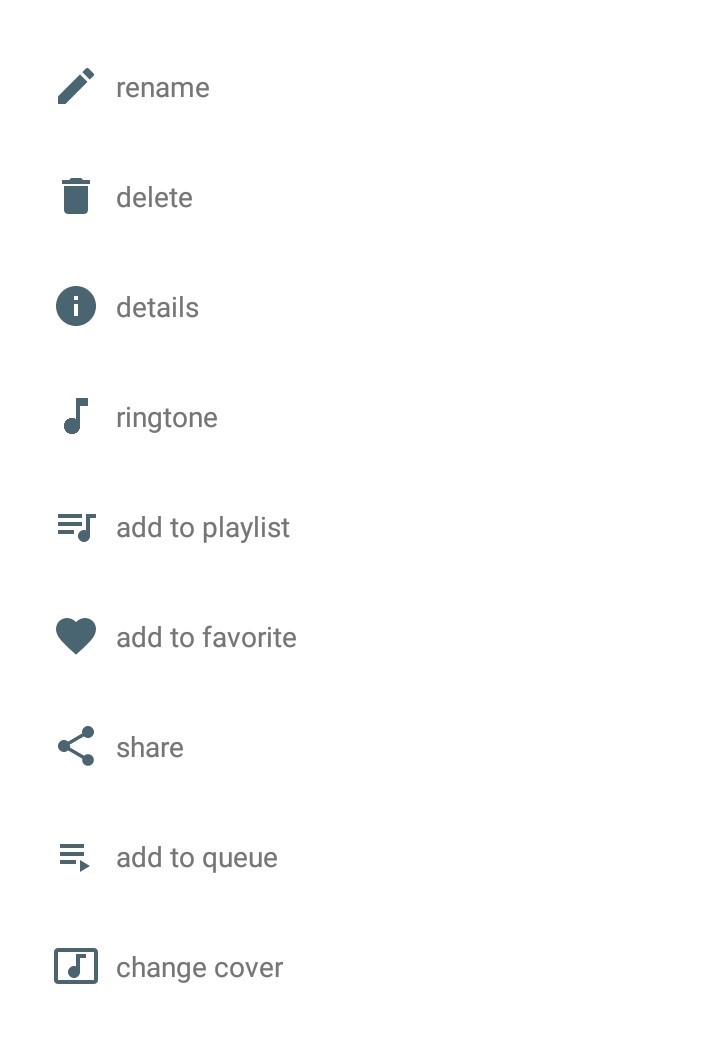 rename
delete
details
ringtone
add to playlist
add to favorite
share
add to queue
change cover